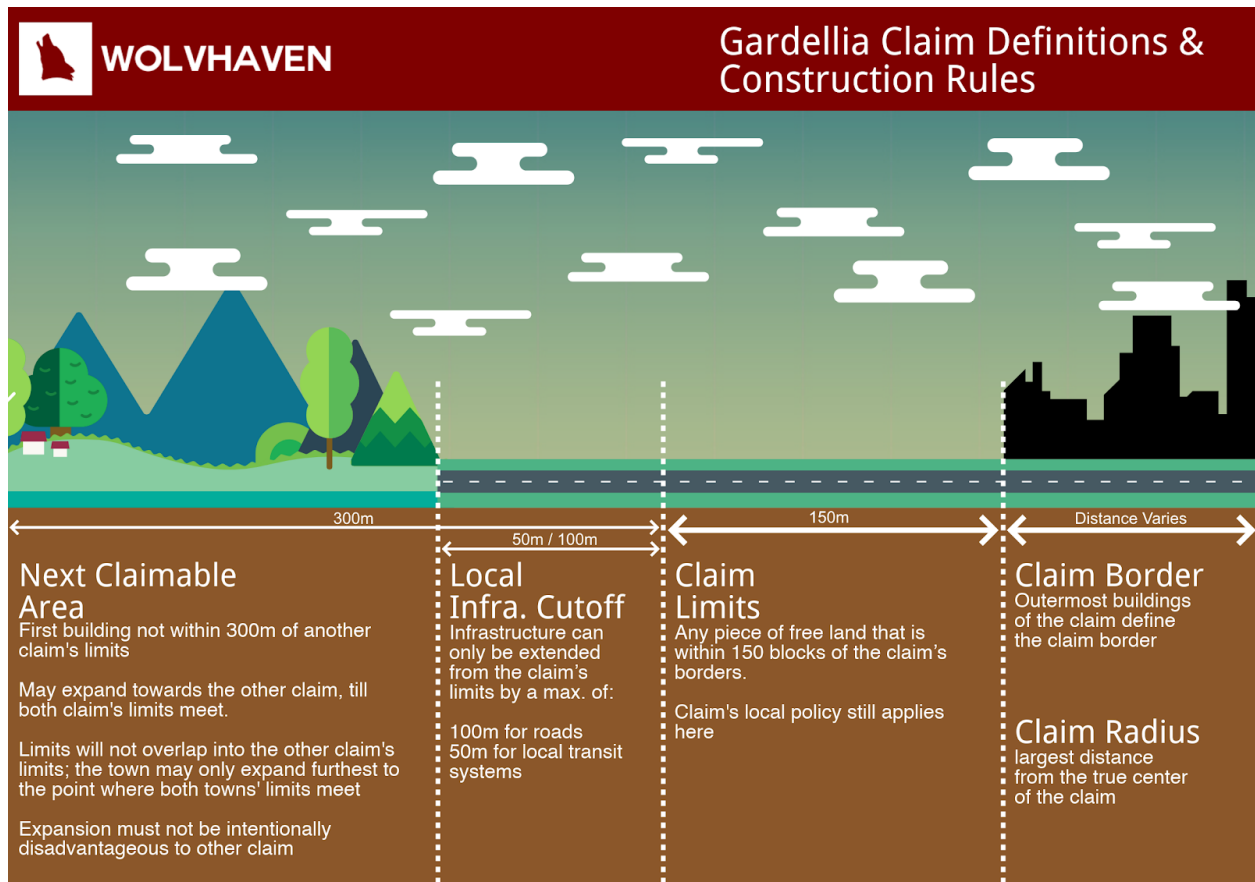 WOLVHAVEN
Gardellia Claim Definitions &
Construction Rules
300m
50m / 100m
150m
Distance Varies
Next Claimable
Area
First building not within 300m of another
claim's limits
May expand towards the other claim, till
both claim's limits meet.
Limits will not overlap into the other claim's
limits; the town may only expand furthest to
the point where both towns' limits meet
Expansion must not be intentionally
disadvantageous to other claim
Local
Infra. Cutoff
Infrastructure can
only be extended
from the claim’s
limits by a max. of:
100m for roads
50m for local transit
systems
Claim
Limits
Any piece of free land that is
within 150 blocks of the claim’s
borders.
Claim's local policy still applies
here
Claim Border
Outermost buildings
of the claim define
the claim border
Claim Radius
largest distance
from the true center
of the claim